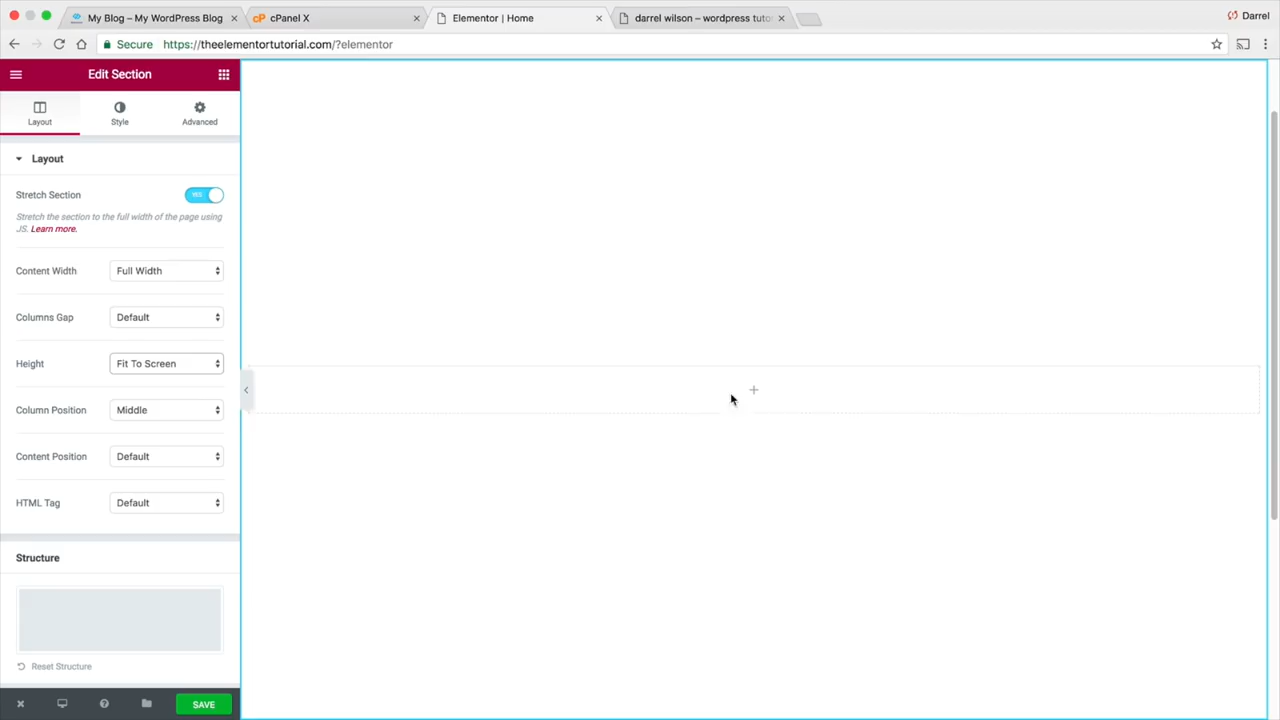 My Blog – My WordPress Blog
cPanel X
Elementor | Home
darrel wilson – wordpress tuto
Darrel
Secure
https://theelementortutorial.com/?elementor
Edit Section
Layout
Style
Advanced
Layout
Stretch Section
YES
Stretch the section to the full width of the page using
JS. Learn more.
Content Width
Full Width
Columns Gap
Default
Height
Fit To Screen
Column Position
Middle
Content Position
Default
HTML Tag
Default
Structure
Reset Structure
SAVE